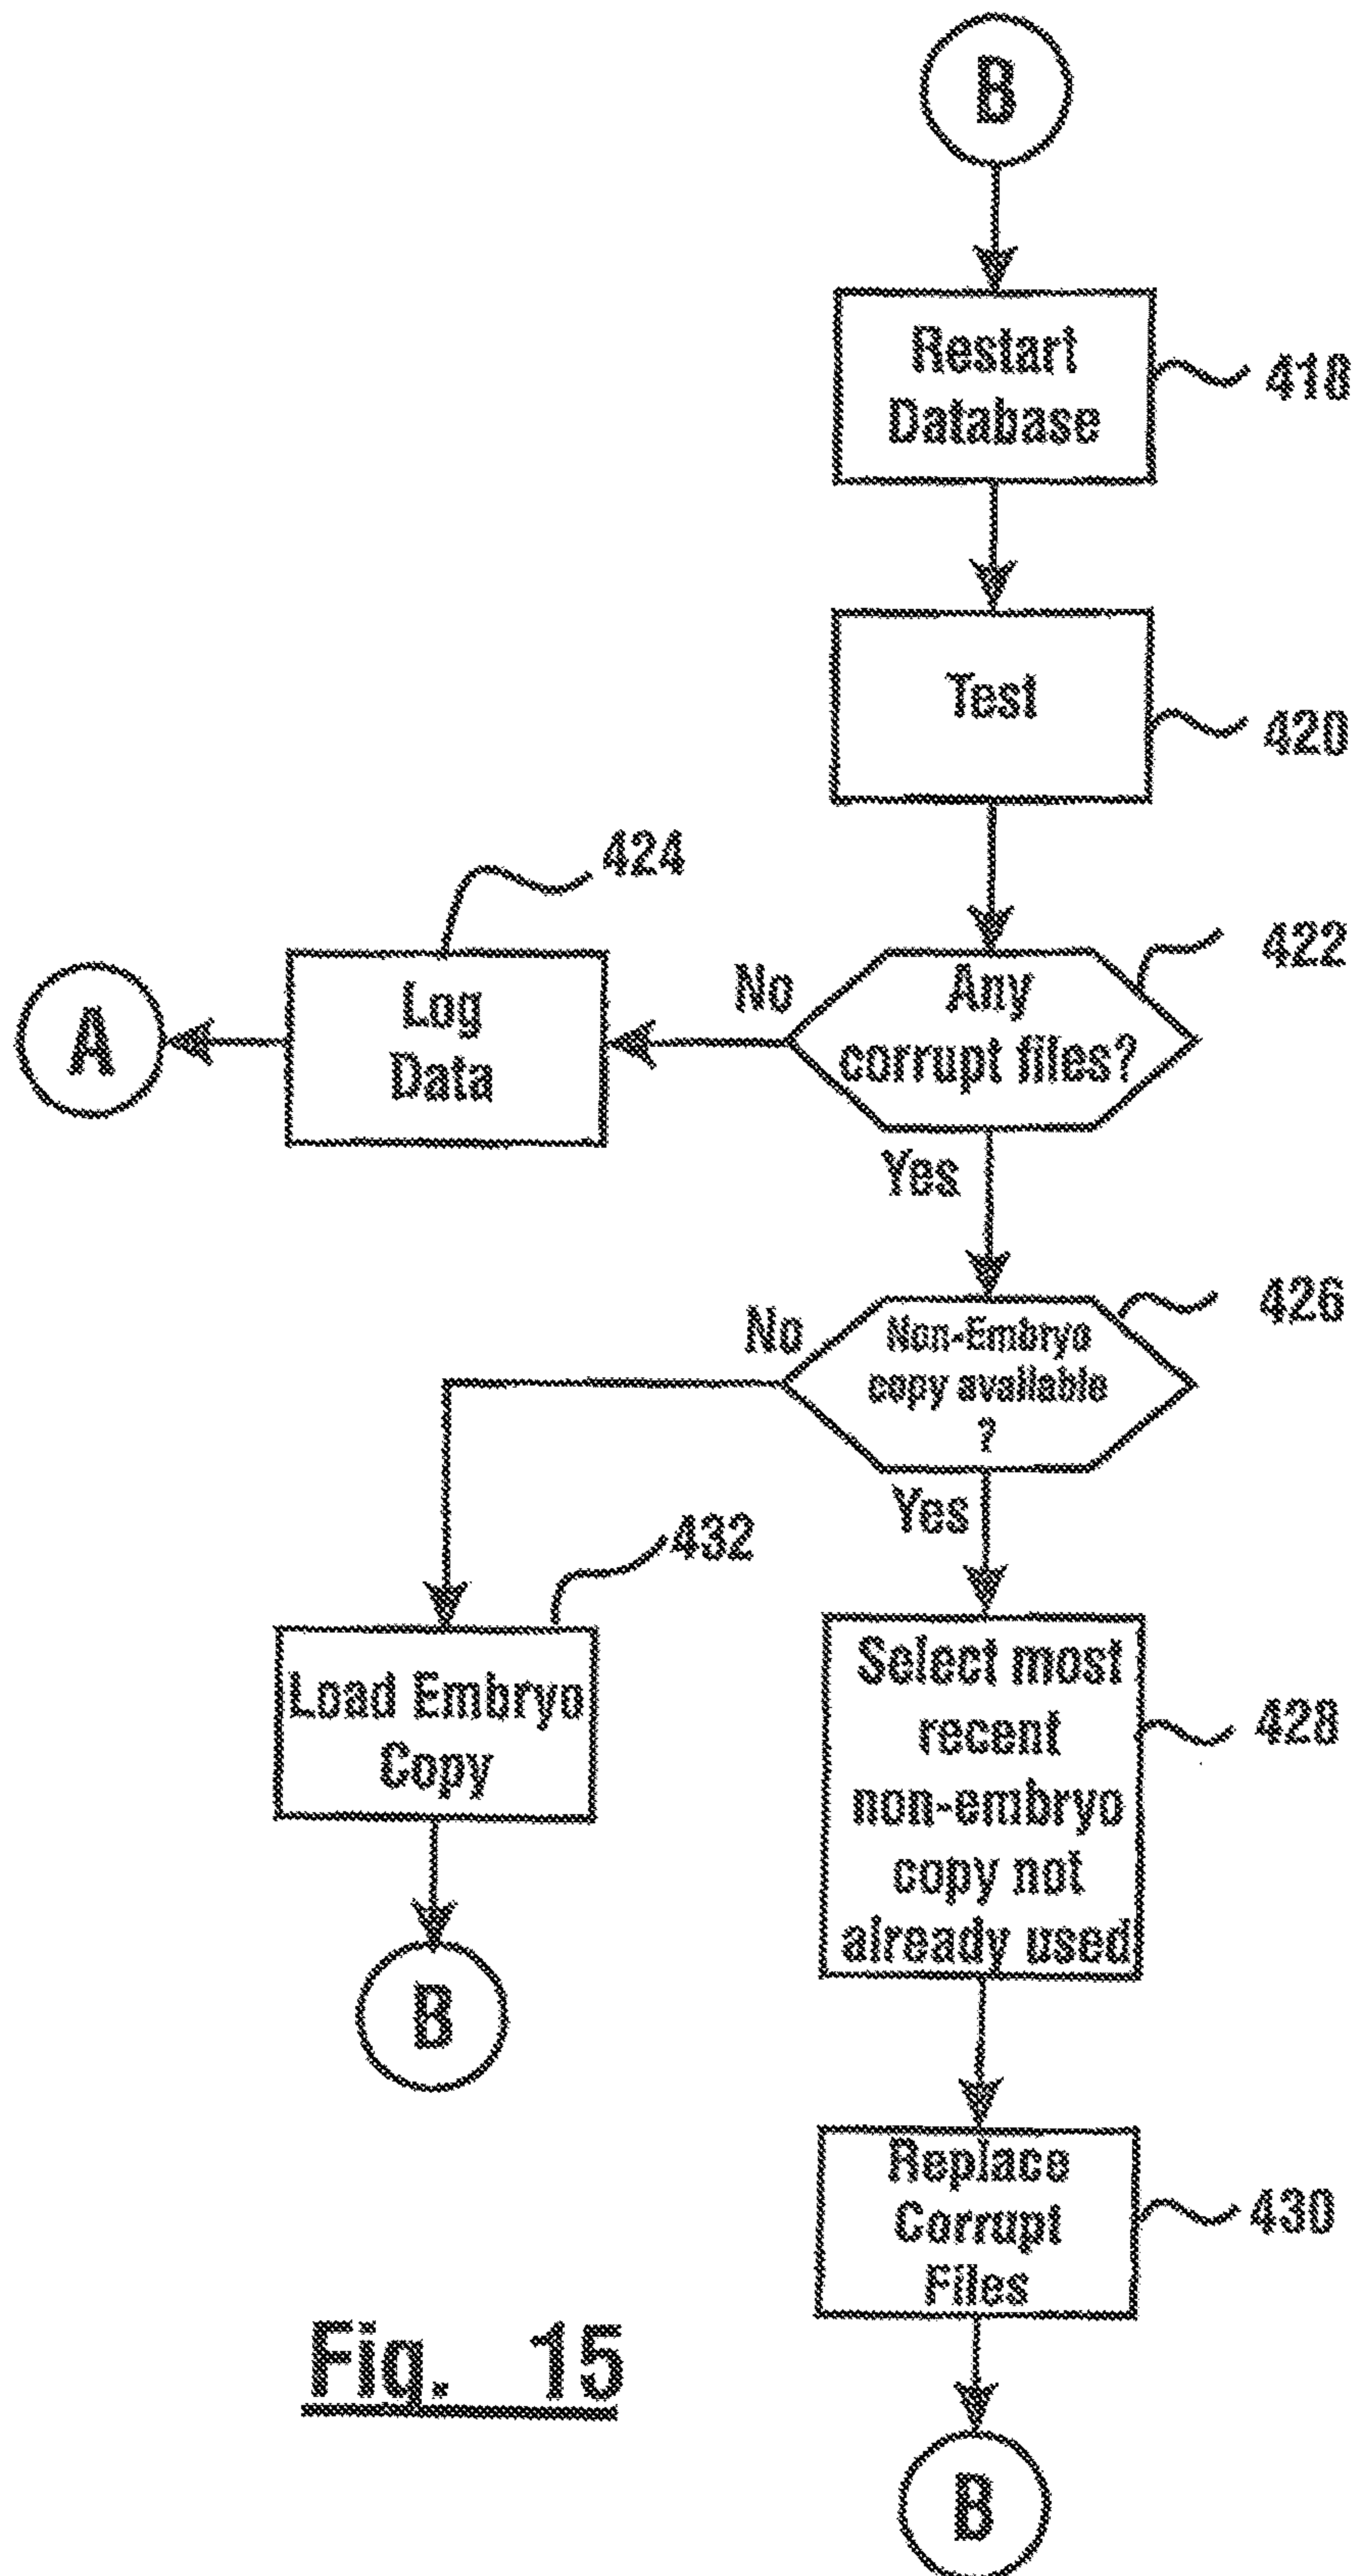 B
Restart
Database
418
Test
420
424
422
No
Any
corrupt files?
Log
Data
A
Yes
426
No
Non-Embryo
copy available
?
Yes
432
Load Embryo
Copy
Select most
recent
non-embryo
copy not
already used
428
B
Replace
Corrupt
Files
430
Fig. 15
B